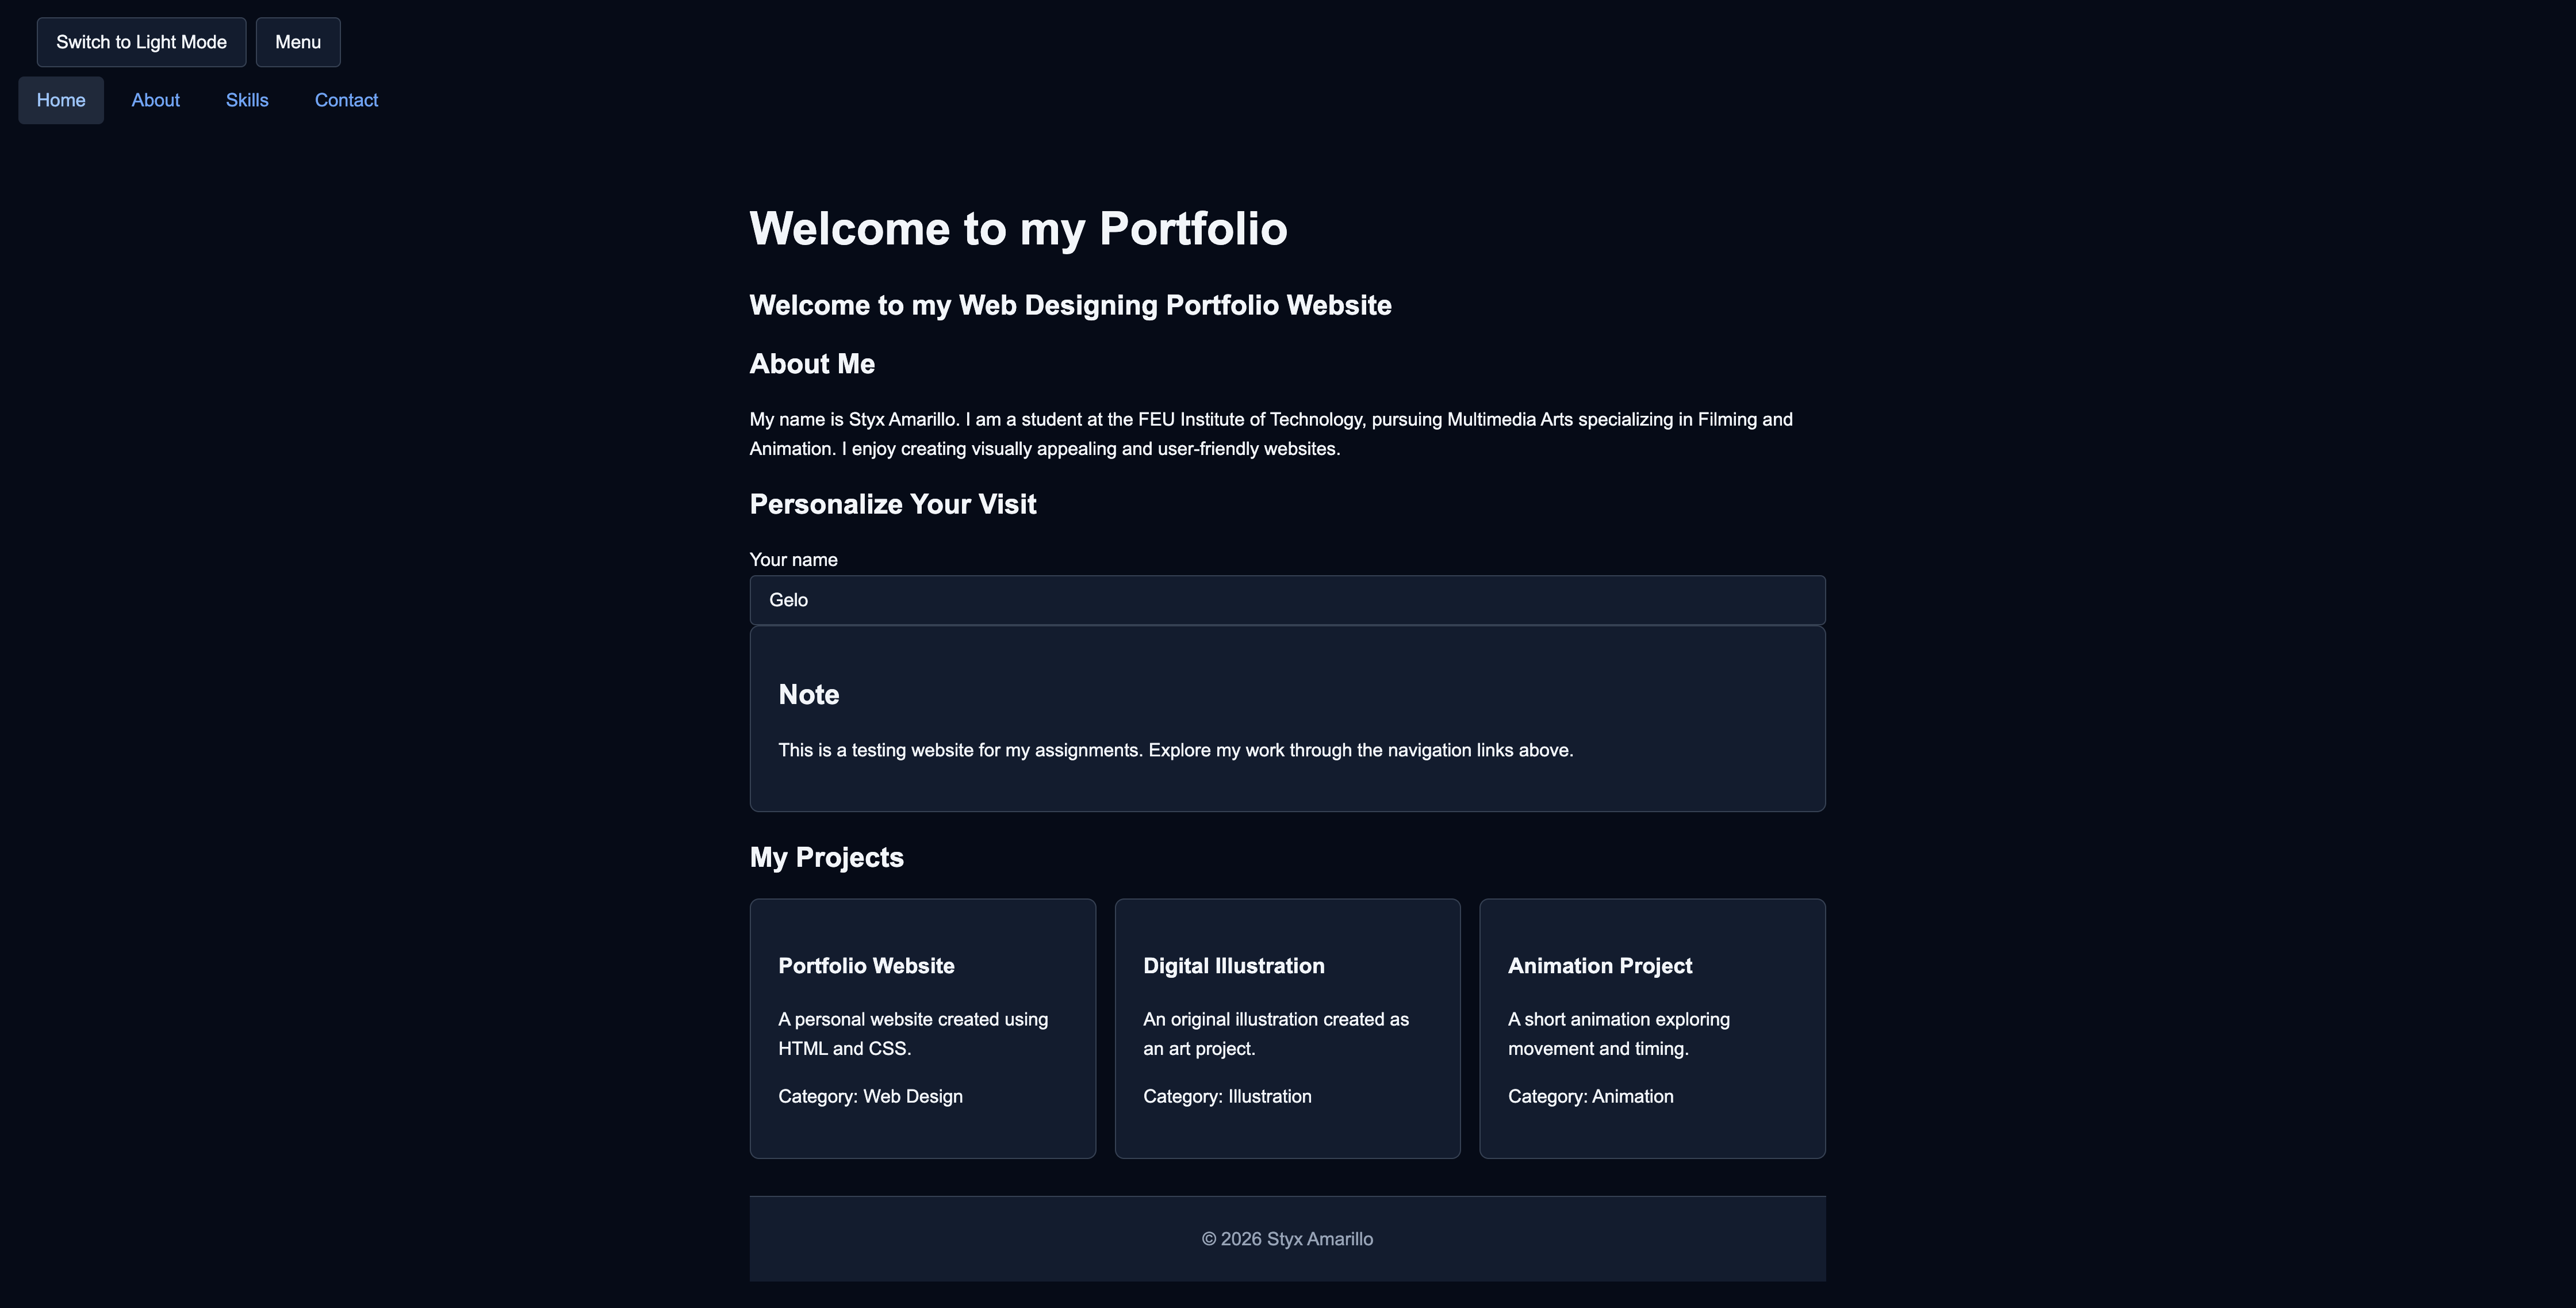 Switch to Light Mode
Menu
Home
About
Skills
Contact
Welcome to my Portfolio
Welcome to my Web Designing Portfolio Website
About Me
My name is Styx Amarillo. I am a student at the FEU Institute of Technology, pursuing Multimedia Arts specializing in Filming and
Animation. I enjoy creating visually appealing and user-friendly websites.
Personalize Your Visit
Your name
Gelo
Note
This is a testing website for my assignments. Explore my work through the navigation links above.
My Projects
Portfolio Website
A personal website created using
HTML and CSS.
Category: Web Design
Digital Illustration
An original illustration created as
an art project.
Category: Illustration
Animation Project
A short animation exploring
movement and timing.
Category: Animation
© 2026 Styx Amarillo